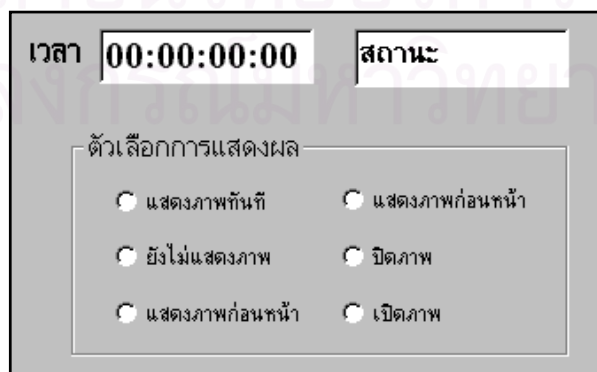 เวลา 00:00:00:00 สถานะ
ตัวเลือกการแสดงผล
แสดงภาพทันที แสดงภาพก่อนหน้า
ยังไม่แสดงภาพ ปิดภาพ
แสดงภาพก่อนหน้า เปิดภาพ